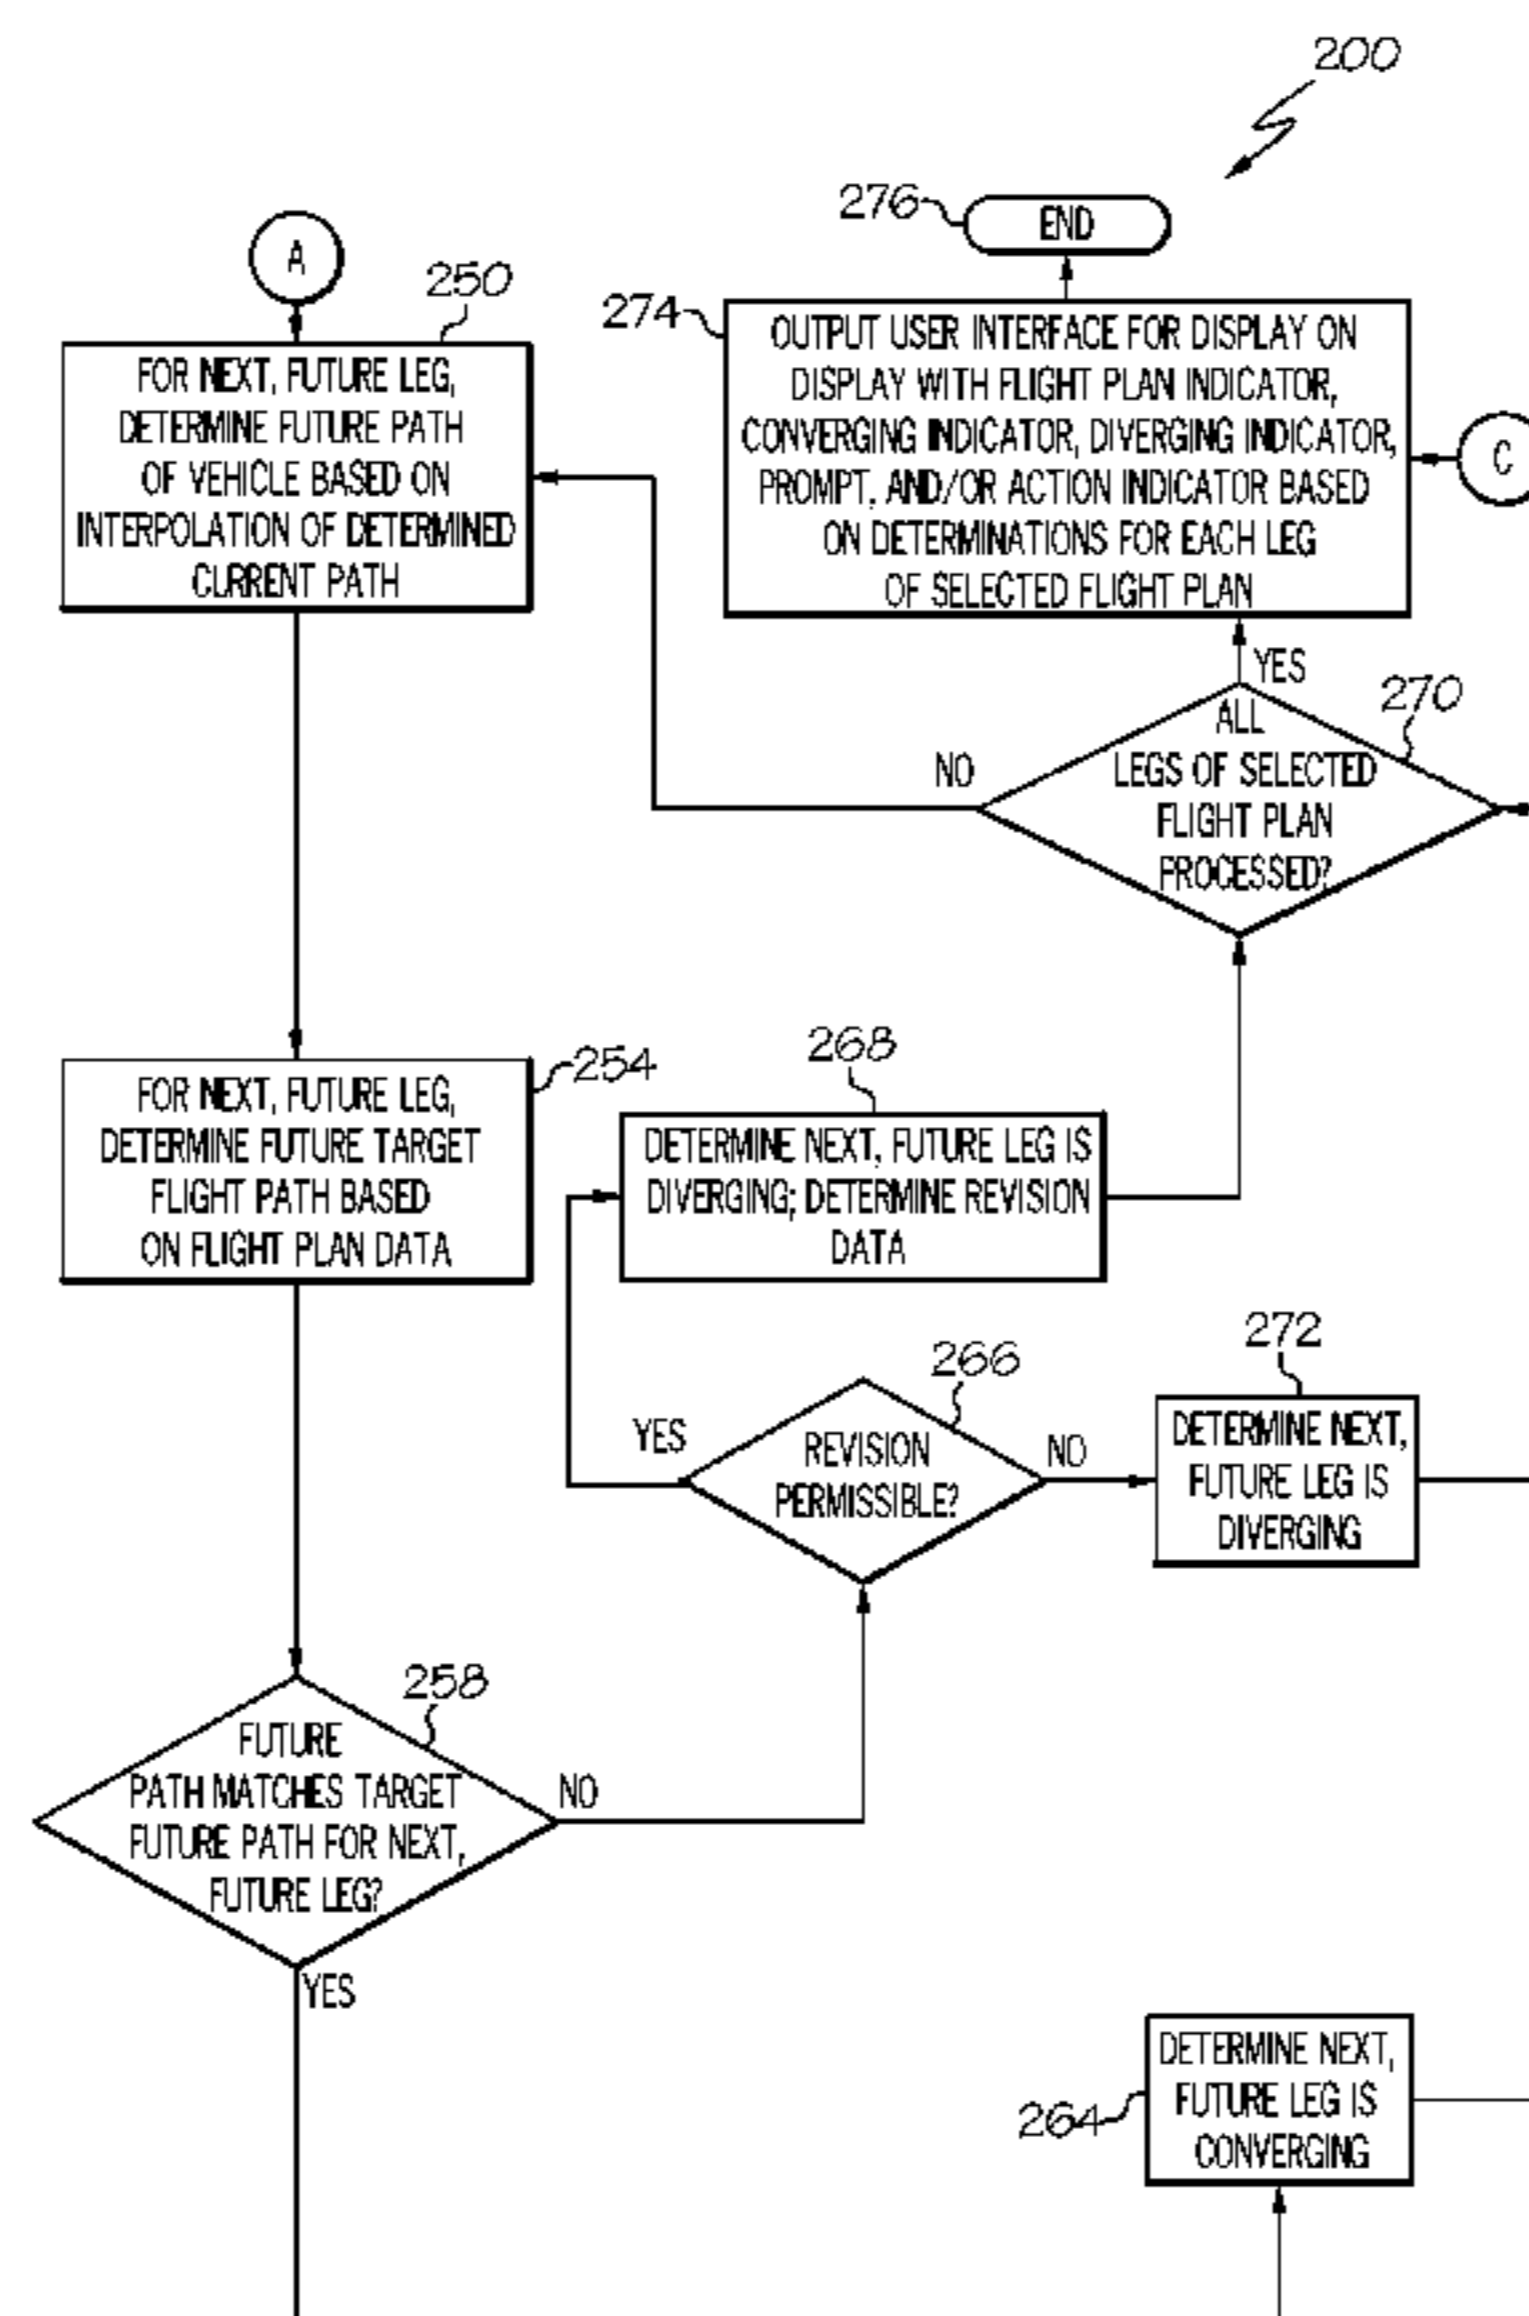 200
276
END
A
250
274
FOR NEXT, FUTURE LEG,
DETERMINE FUTURE PATH
OF VEHICLE BASED ON
INTERPOLATION OF DETERMINED
CURRENT PATH
OUTPUT USER INTERFACE FOR DISPLAY ON
DISPLAY WITH FLIGHT PLAN INDICATOR,
CONVERGING INDICATOR, DIVERGING INDICATOR,
PROMPT, AND/OR ACTION INDICATOR BASED
ON DETERMINATIONS FOR EACH LEG
OF SELECTED FLIGHT PLAN
C
YES
270
NO
ALL
LEGS OF SELECTED
FLIGHT PLAN
PROCESSED?
254
FOR NEXT, FUTURE LEG,
DETERMINE FUTURE TARGET
FLIGHT PATH BASED
ON FLIGHT PLAN DATA
268
DETERMINE NEXT, FUTURE LEG IS
DIVERGING; DETERMINE REVISION
DATA
266
272
YES
REVISION
PERMISSIBLE?
NO
DETERMINE NEXT,
FUTURE LEG IS
DIVERGING
258
FUTURE
PATH MATCHES TARGET
FUTURE PATH FOR NEXT,
FUTURE LEG?
NO
YES
264
DETERMINE NEXT,
FUTURE LEG IS
CONVERGING